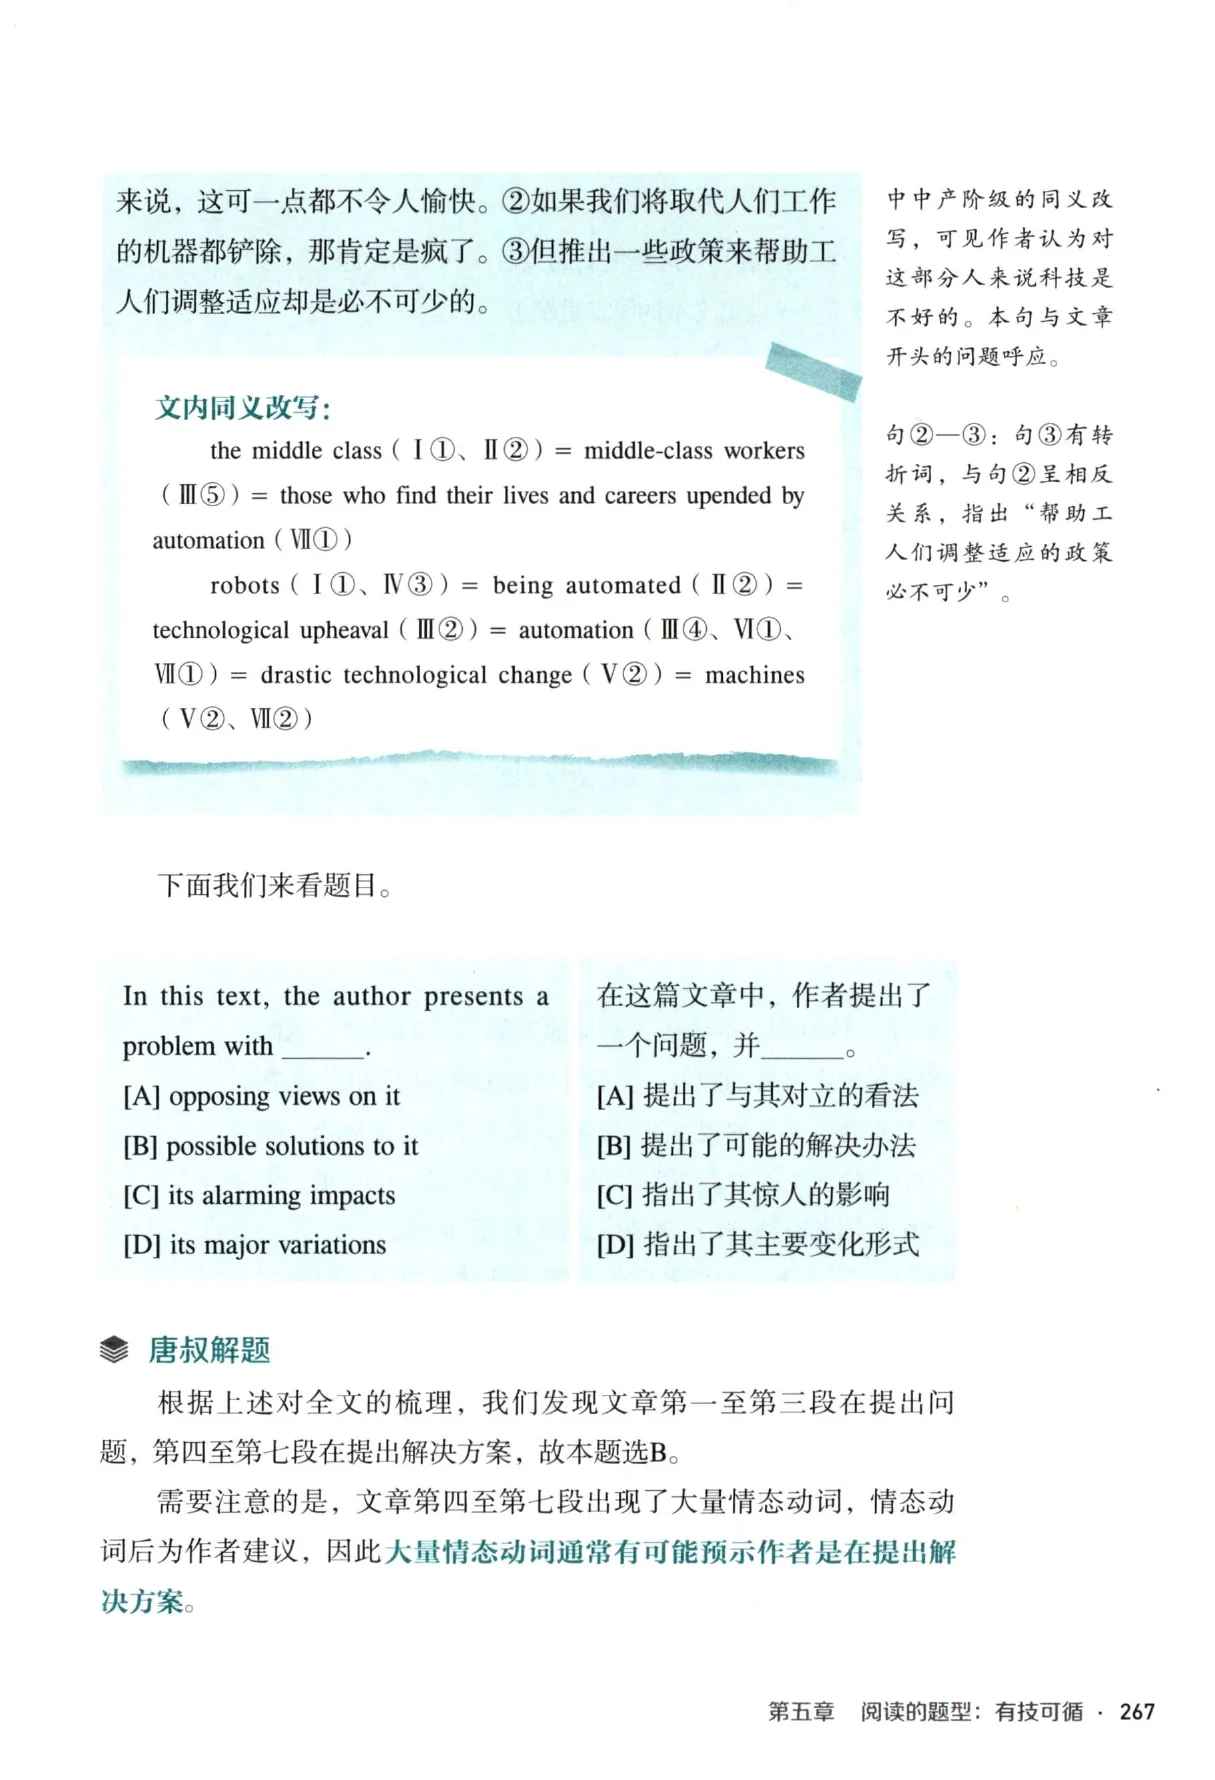 来说，这可一点都不令人愉快。②如果我们将取代人们工作
的机器都铲除，那肯定是疯了。③但推出一些政策来帮助工
人们调整适应却是必不可少的。
中中产阶级的同义改
写，可见作者认为对
这部分人来说科技是
不好的。本句与文章
开头的问题呼应。
句②—③：句③有转
折词，与句②呈相反
关系，指出“帮助工
人们调整适应的政策
必不可少”。
文内同义改写：
the middle class（Ⅰ①、Ⅱ②）= middle-class workers
（Ⅲ⑤）= those who find their lives and careers upended by
automation（Ⅶ①）
robots（Ⅰ①、Ⅳ③）= being automated（Ⅱ②）=
technological upheaval（Ⅲ②）= automation（Ⅲ④、Ⅵ①、
Ⅶ①）= drastic technological change（Ⅴ②）= machines
（Ⅴ②、Ⅶ②）
下面我们来看题目。
In this text, the author presents a
problem with ______.
[A] opposing views on it
[B] possible solutions to it
[C] its alarming impacts
[D] its major variations
在这篇文章中，作者提出了
一个问题，并______。
[A] 提出了与其对立的看法
[B] 提出了可能的解决办法
[C] 指出了其惊人的影响
[D] 指出了其主要变化形式
唐叔解题
根据上述对全文的梳理，我们发现文章第一至第三段在提出问
题，第四至第七段在提出解决方案，故本题选B。
需要注意的是，文章第四至第七段出现了大量情态动词，情态动
词后为作者建议，因此大量情态动词通常有可能预示作者是在提出解
决方案。
第五章 阅读的题型：有技可循 · 267